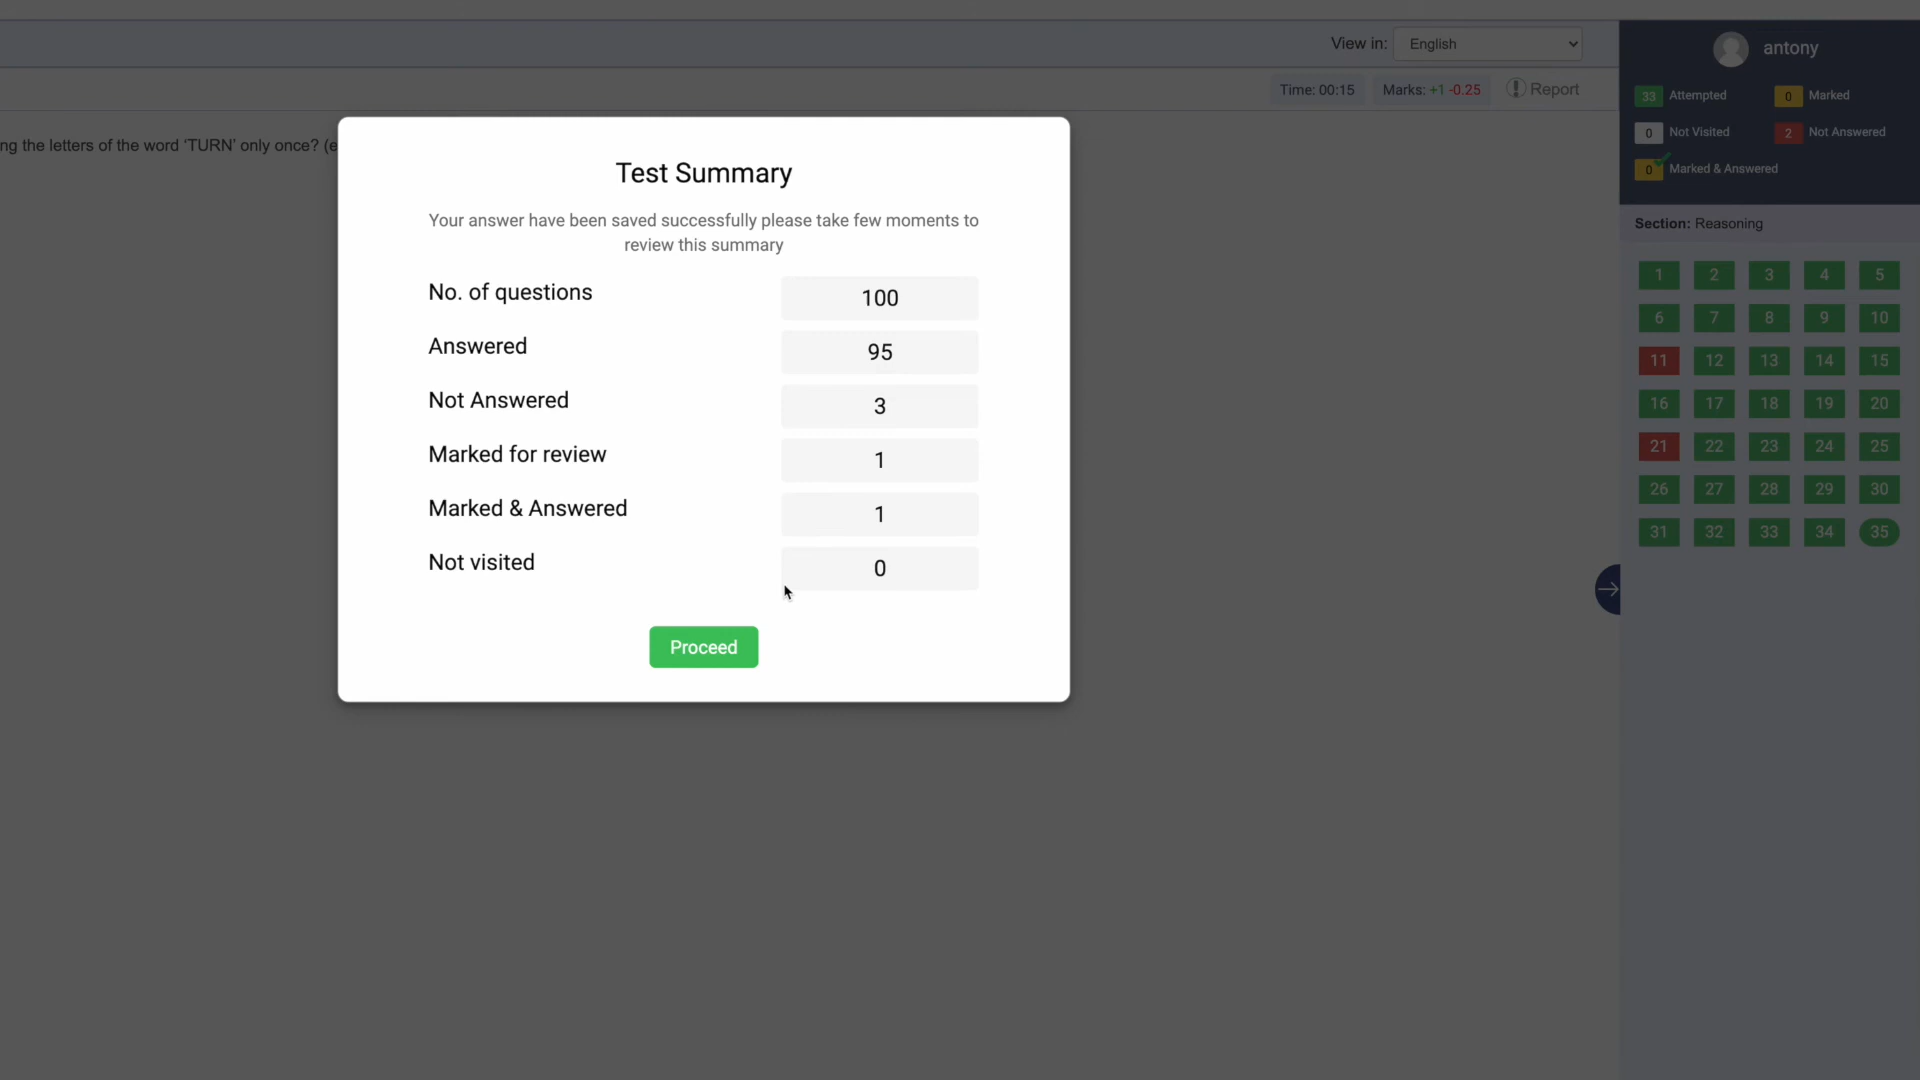 View in: English
antony
Time: 00:15 Marks: +1 -0.25 Report
33 Attempted 0 Marked
0 Not Visited 2 Not Answered
0 Marked & Answered
ng the letters of the word ‘TURN’ only once? (e
Test Summary
Your answer have been saved successfully please take few moments to
review this summary
No. of questions 100
Answered 95
Not Answered 3
Marked for review 1
Marked & Answered 1
Not visited 0
Proceed
Section: Reasoning
1 2 3 4 5
6 7 8 9 10
11 12 13 14 15
16 17 18 19 20
21 22 23 24 25
26 27 28 29 30
31 32 33 34 35